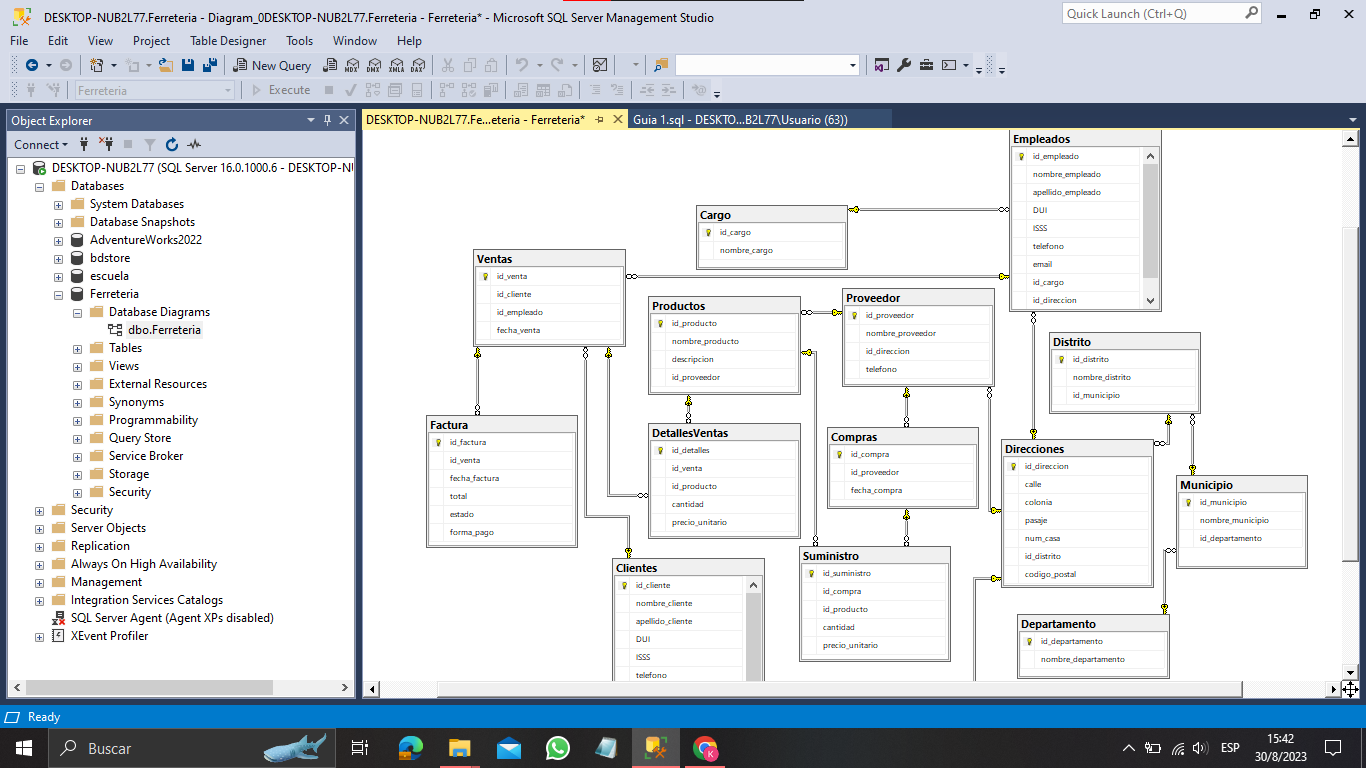 DESKTOP-NUB2L77.Ferreteria - Diagram_0DESKTOP-NUB2L77.Ferreteria - Ferreteria* - Microsoft SQL Server Management Studio
Quick Launch (Ctrl+Q)
File Edit View Project Table Designer Tools Window Help
New Query MDX DMX XMLA DAX
Ferreteria Execute
Object Explorer
DESKTOP-NUB2L77.Fe...eteria - Ferreteria* Guia 1.sql - DESKTO...B2L77\Usuario (63))
Connect
DESKTOP-NUB2L77 (SQL Server 16.0.1000.6 - DESKTOP-NU
Databases
System Databases
Database Snapshots
AdventureWorks2022
bdstore
escuela
Ferreteria
Database Diagrams
dbo.Ferreteria
Tables
Views
External Resources
Synonyms
Programmability
Query Store
Service Broker
Storage
Security
Security
Server Objects
Replication
Always On High Availability
Management
Integration Services Catalogs
SQL Server Agent (Agent XPs disabled)
XEvent Profiler
Empleados
id_empleado
nombre_empleado
apellido_empleado
DUI
ISSS
telefono
email
id_cargo
id_direccion
Cargo
id_cargo
nombre_cargo
Ventas
id_venta
id_cliente
id_empleado
fecha_venta
Productos
id_producto
nombre_producto
descripcion
id_proveedor
Proveedor
id_proveedor
nombre_proveedor
id_direccion
telefono
Distrito
id_distrito
nombre_distrito
id_municipio
Factura
id_factura
id_venta
fecha_factura
total
estado
forma_pago
DetallesVentas
id_detalles
id_venta
id_producto
cantidad
precio_unitario
Compras
id_compra
id_proveedor
fecha_compra
Direcciones
id_direccion
calle
colonia
pasaje
num_casa
id_distrito
codigo_postal
Municipio
id_municipio
nombre_municipio
id_departamento
Clientes
id_cliente
nombre_cliente
apellido_cliente
DUI
ISSS
telefono
Suministro
id_suministro
id_compra
id_producto
cantidad
precio_unitario
Departamento
id_departamento
nombre_departamento
Ready
Buscar
K
ESP
15:42
30/8/2023